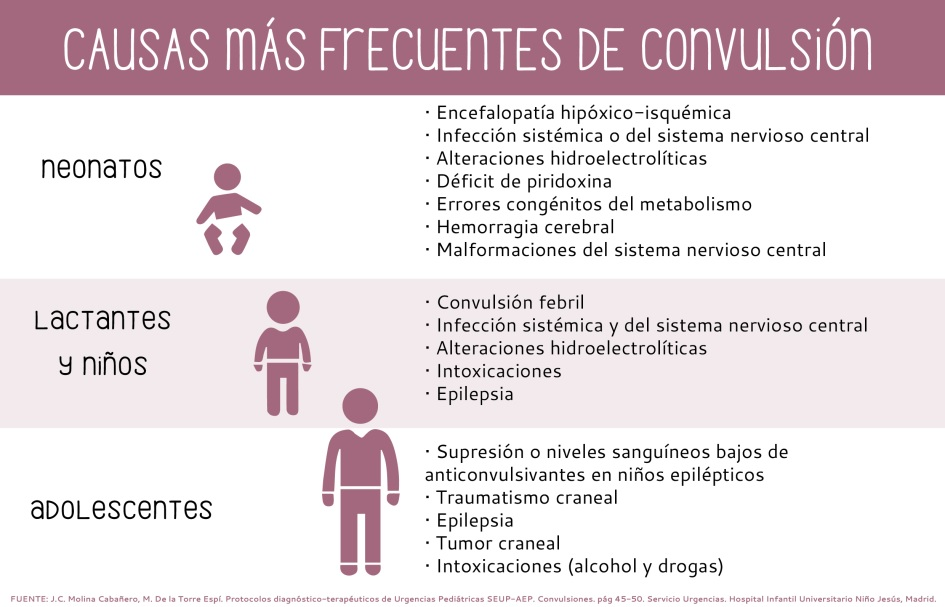 CAUSAS MÁS FRECUENTES DE CONVULSIÓN
NEONATOS
· Encefalopatía hipóxico-isquémica
· Infección sistémica o del sistema nervioso central
· Alteraciones hidroelectrolíticas
· Déficit de piridoxina
· Errores congénitos del metabolismo
· Hemorragia cerebral
· Malformaciones del sistema nervioso central
LACTANTES
Y NIÑOS
· Convulsión febril
· Infección sistémica y del sistema nervioso central
· Alteraciones hidroelectrolíticas
· Intoxicaciones
· Epilepsia
ADOLESCENTES
· Supresión o niveles sanguíneos bajos de
anticonvulsivantes en niños epilépticos
· Traumatismo craneal
· Epilepsia
· Tumor craneal
· Intoxicaciones (alcohol y drogas)
FUENTE: J.C. Molina Cabañero, M. De la Torre Espí. Protocolos diagnóstico-terapéuticos de Urgencias Pediátricas SEUP-AEP. Convulsiones. pág 45-50. Servicio Urgencias. Hospital Infantil Universitario Niño Jesús, Madrid.